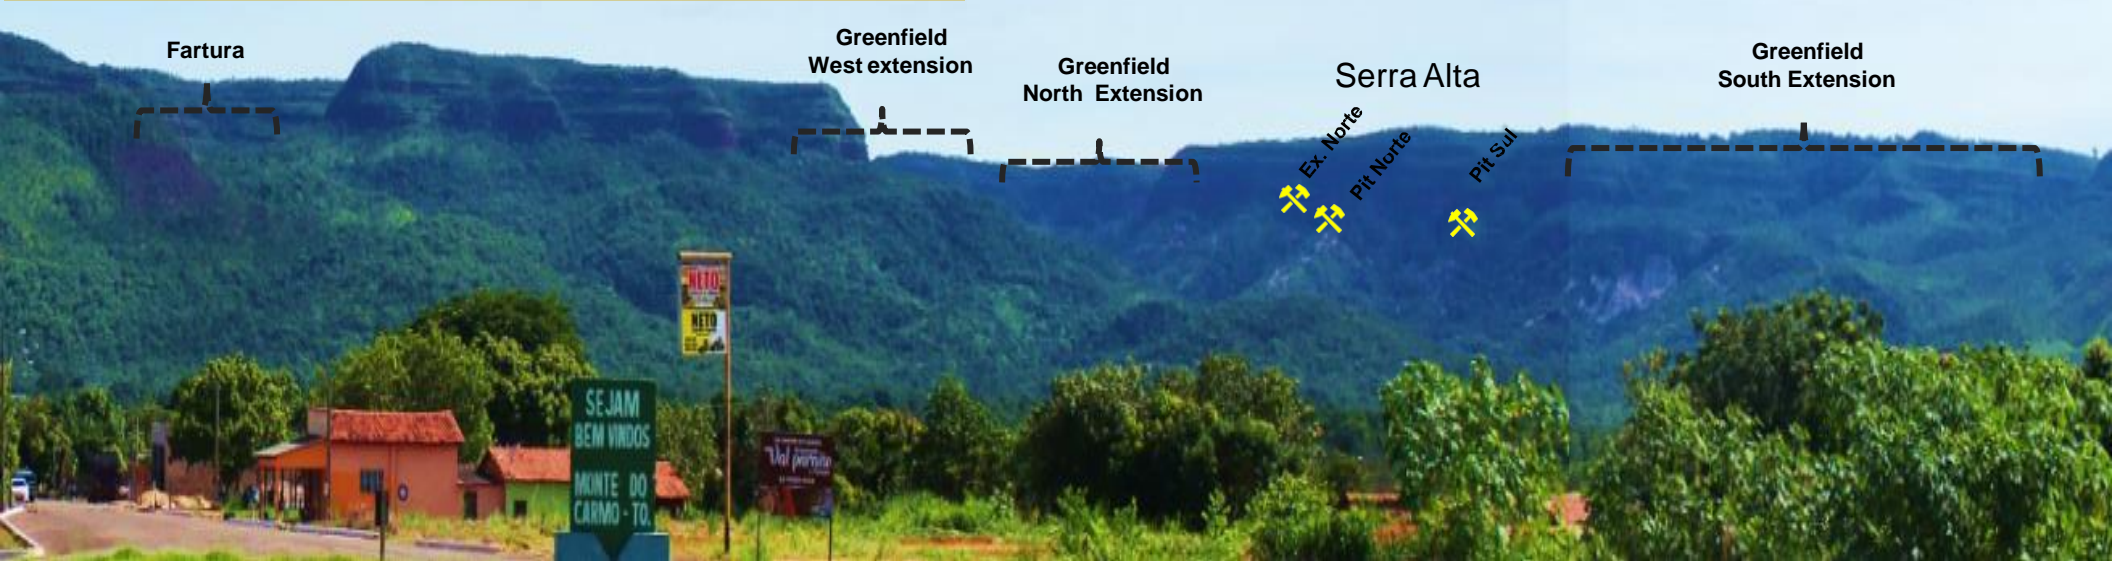 Fartura
Greenfield
West extension
Greenfield
North Extension
Serra Alta
Ex. Norte
Pit Norte
Pit Sul
Greenfield
South Extension
NETO
NETO
SEJAM
BEM VINDOS
MONTE DO
CARMO - TO.